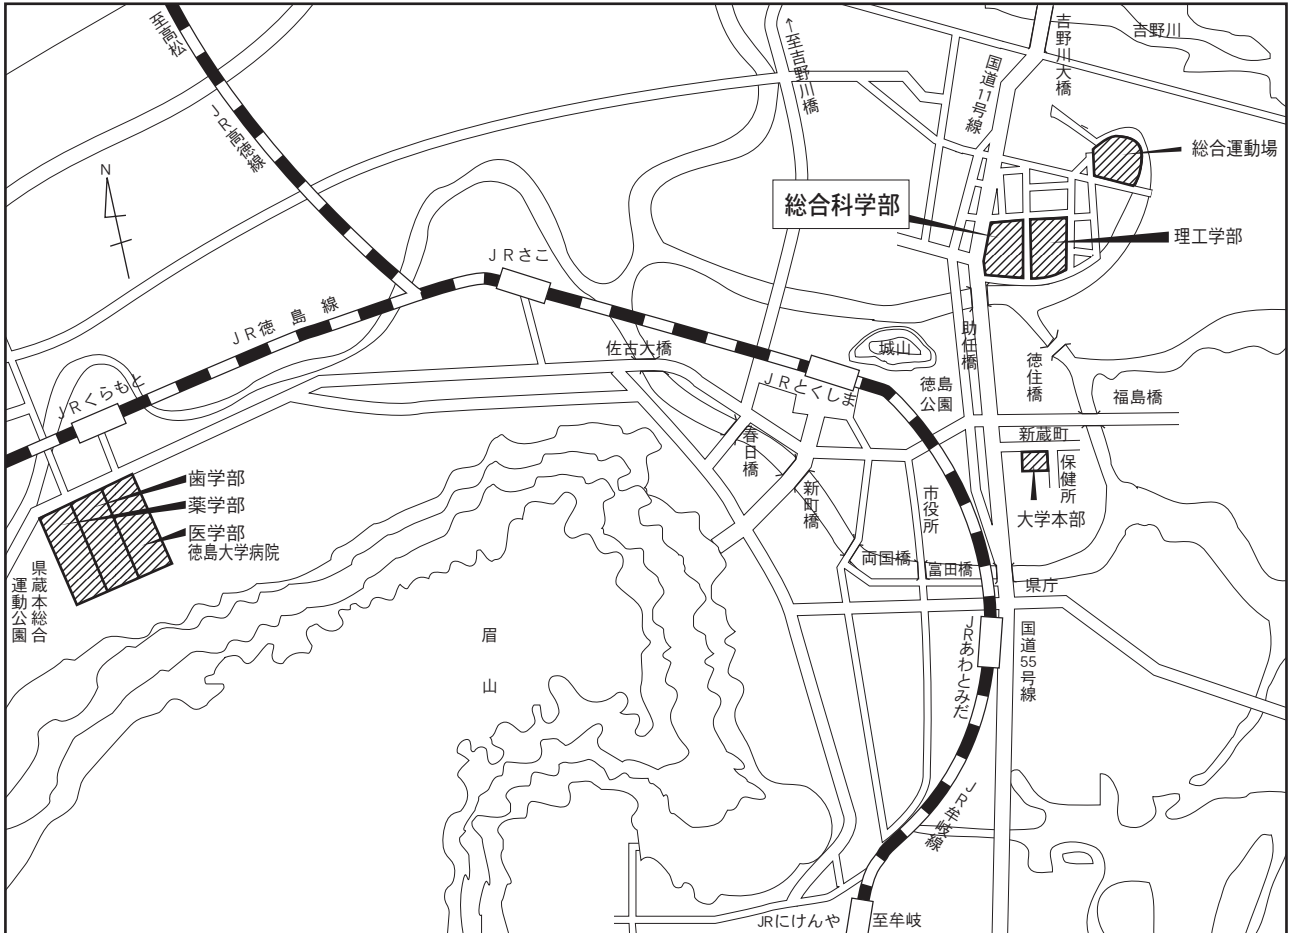 至高松
JR高徳線
N
↑至吉野川橋
国道11号線
吉野川大橋
吉野川
総合運動場
総合科学部
理工学部
JRさこ
JR徳島線
佐古大橋
城山
助任橋
徳住橋
JRくらもと
JRとくしま
徳島
公園
福島橋
新蔵町
春日橋
保健所
歯学部
薬学部
医学部
徳島大学病院
新町橋
市役所
大学本部
両国橋
富田橋
県庁
県蔵本総合
運動公園
眉山
JRあわとみだ
国道55号線
JR牟岐線
JRにけんや
至牟岐